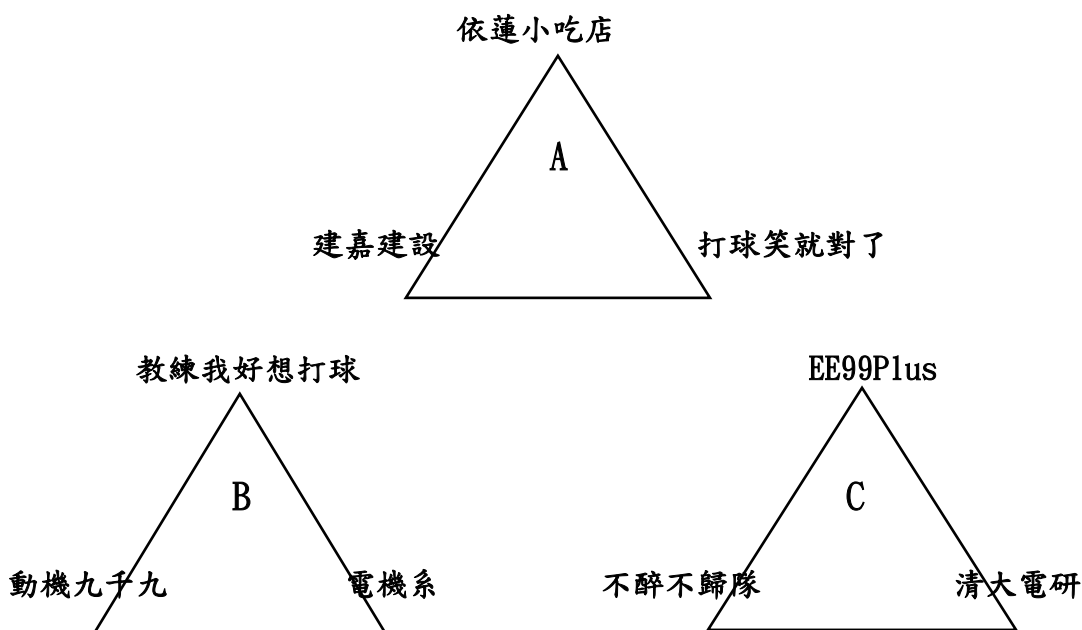 依蓮小吃店
A
建嘉建設
打球笑就對了
教練我好想打球
EE99Plus
B
C
動機九千九
電機系
不醉不歸隊
清大電研